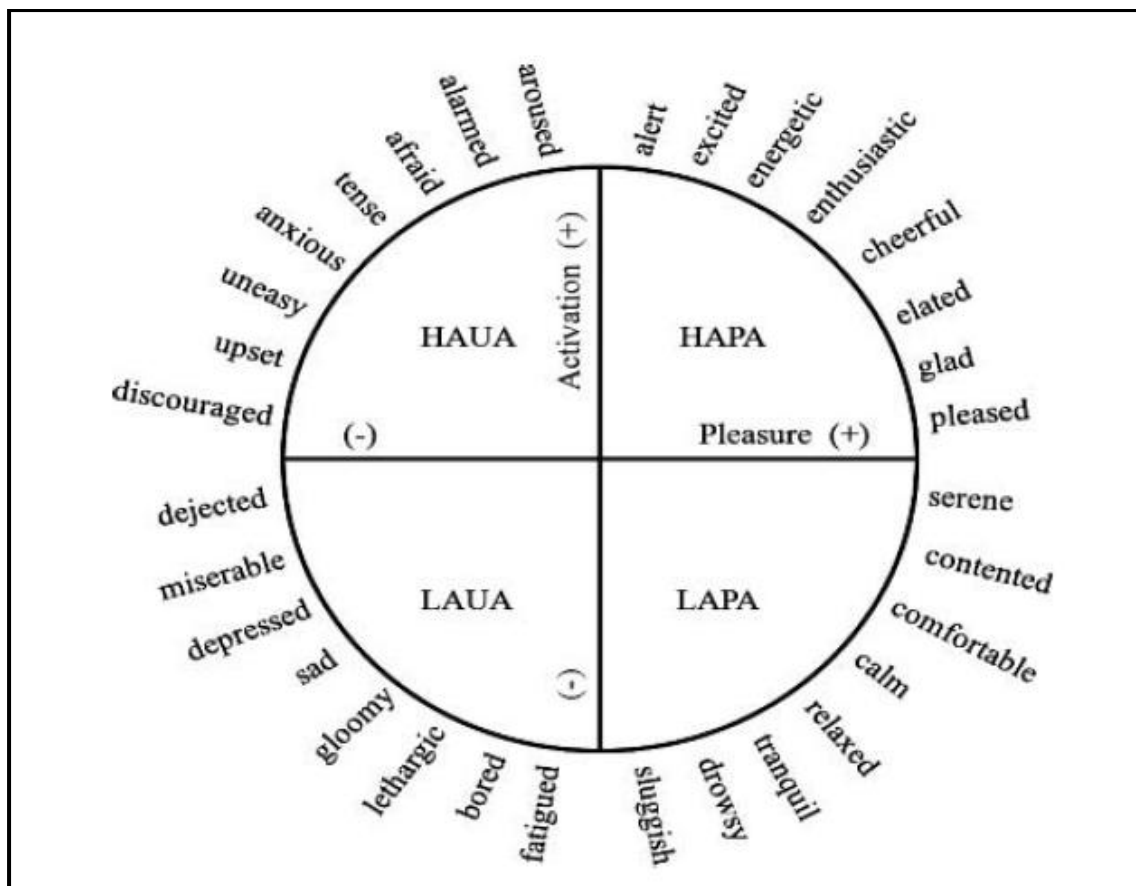 aroused
alarmed
afraid
tense
anxious
uneasy
upset
discouraged
alert
excited
energetic
enthusiastic
cheerful
elated
glad
pleased
HAUA
Activation (+)
HAPA
(-)
Pleasure (+)
dejected
miserable
depressed
sad
gloomy
lethargic
bored
fatigued
LAUA
(-)
LAPA
serene
contented
comfortable
calm
relaxed
tranquil
drowsy
sluggish